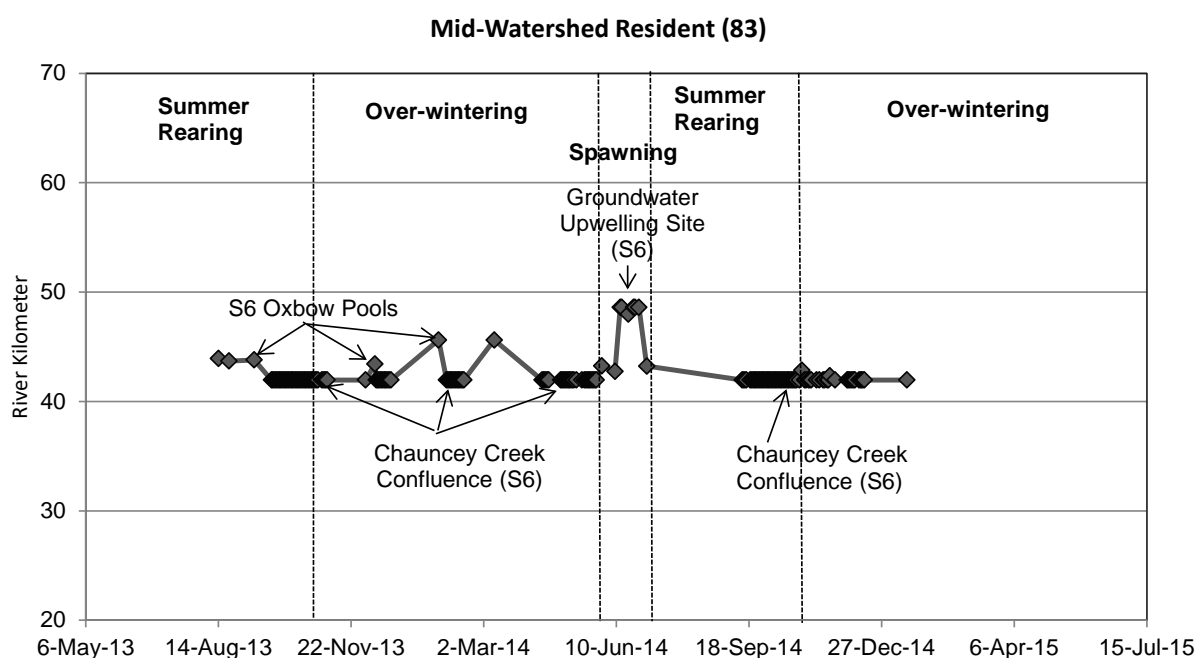 Mid-Watershed Resident (83)
70
60
50
40
30
20
River Kilometer
Summer
Rearing
Over-wintering
Spawning
Summer
Rearing
Over-wintering
Groundwater
Upwelling Site
(S6)
S6 Oxbow Pools
Chauncey Creek
Confluence (S6)
Chauncey Creek
Confluence (S6)
6-May-13 14-Aug-13 22-Nov-13 2-Mar-14 10-Jun-14 18-Sep-14 27-Dec-14 6-Apr-15 15-Jul-15